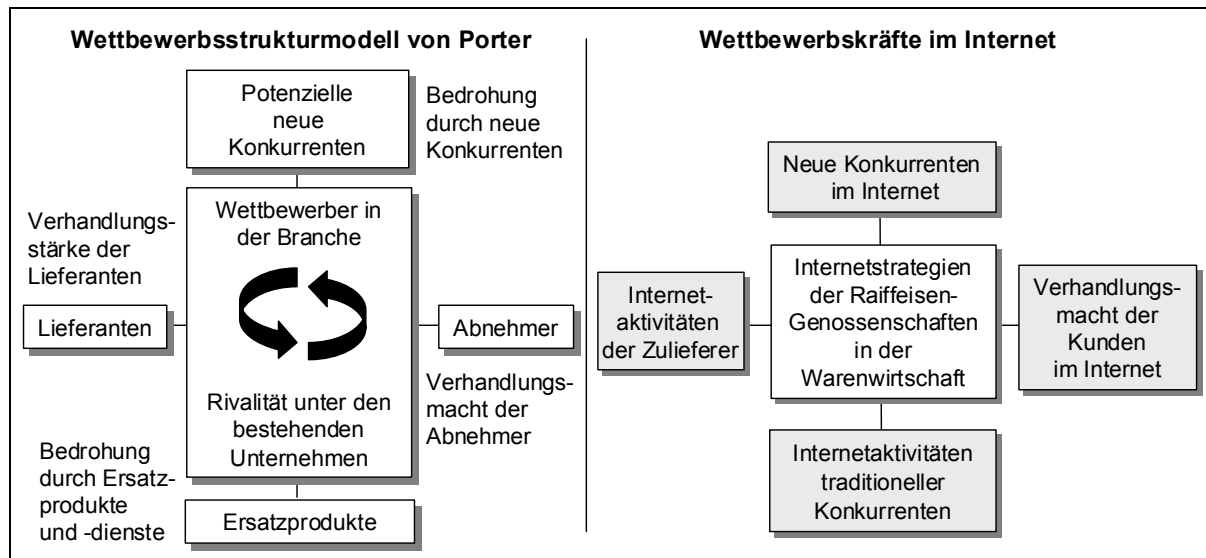 Wettbewerbsstrukturmodell von Porter
Potenzielle
neue
Konkurrenten
Bedrohung
durch neue
Konkurrenten
Verhandlungs-
stärke der
Lieferanten
Wettbewerber in
der Branche
Lieferanten
Abnehmer
Rivalität unter den
bestehenden
Unternehmen
Verhandlungs-
macht der
Abnehmer
Bedrohung
durch Ersatz-
produkte
und -dienste
Ersatzprodukte
Wettbewerbskräfte im Internet
Neue Konkurrenten
im Internet
Internet-
aktivitäten
der Zulieferer
Internetstrategien
der Raiffeisen-
Genossenschaften
in der
Warenwirtschaft
Verhandlungs-
macht der
Kunden
im Internet
Internetaktivitäten
traditioneller
Konkurrenten